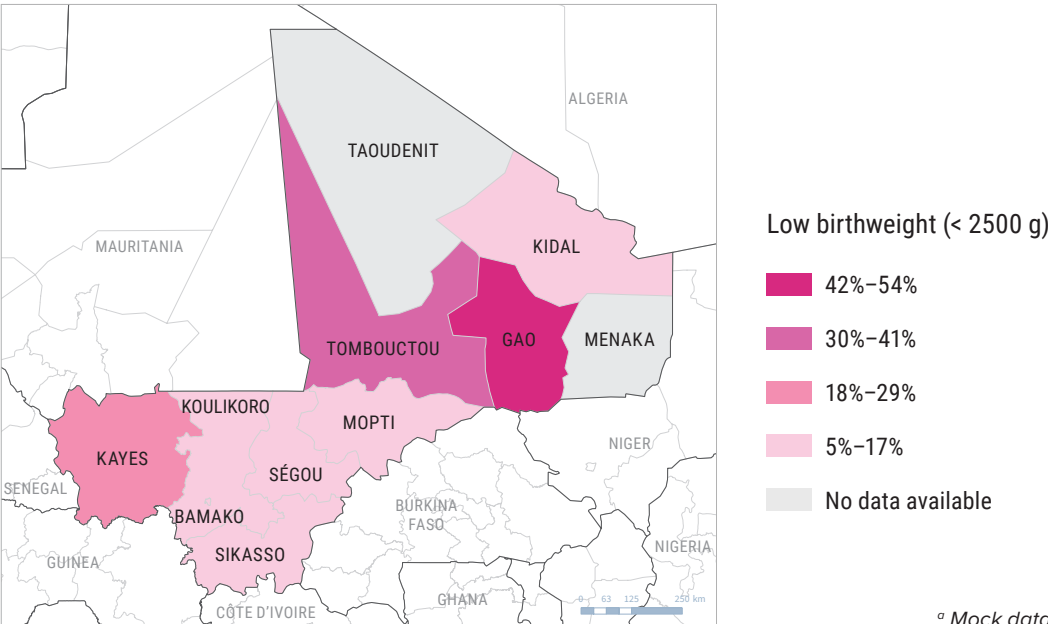 ALGERIA
TAOUDENIT
MAURITANIA
KIDAL
TOMBOUCTOU
GAO
MENAKA
KOULIKORO
MOPTI
KAYES
SÉGOU
NIGER
SENEGAL
BAMAKO
BURKINA
FASO
SIKASSO
NIGERIA
GUINEA
GHANA
CÔTE D'IVOIRE
0 63 125 250 km
Low birthweight (< 2500 g)
42%–54%
30%–41%
18%–29%
5%–17%
No data available
ᵃ Mock data